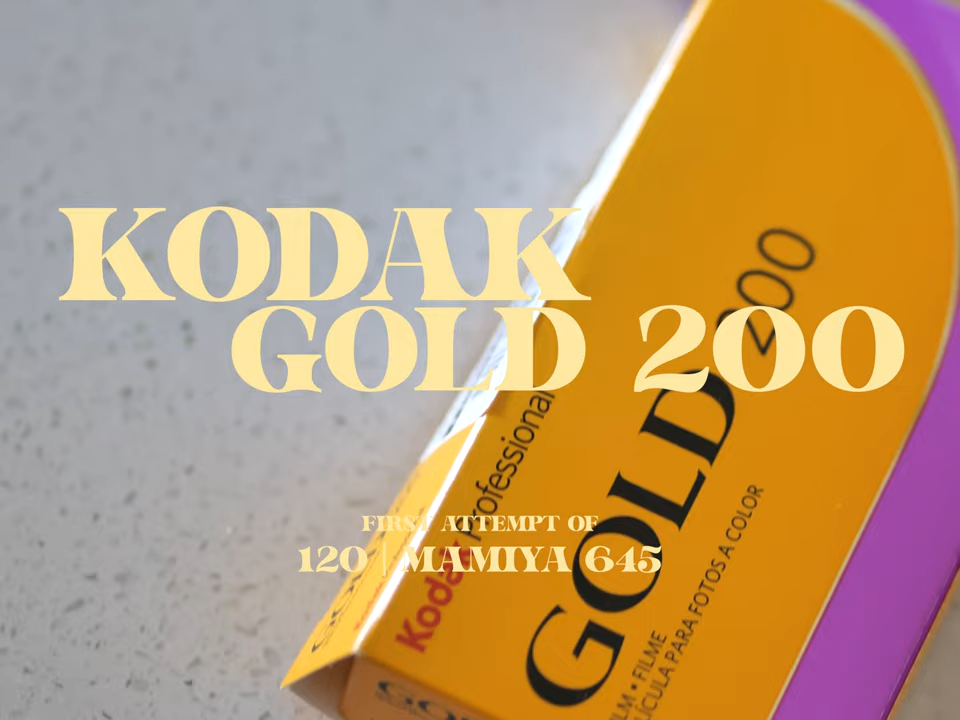 KODAK
GOLD 200
FIRST ATTEMPT OF
120 | MAMIYA 645
Kodak Professional
GOLD 200
FILM • FILME
PELÍCULA PARA FOTOS A COLOR